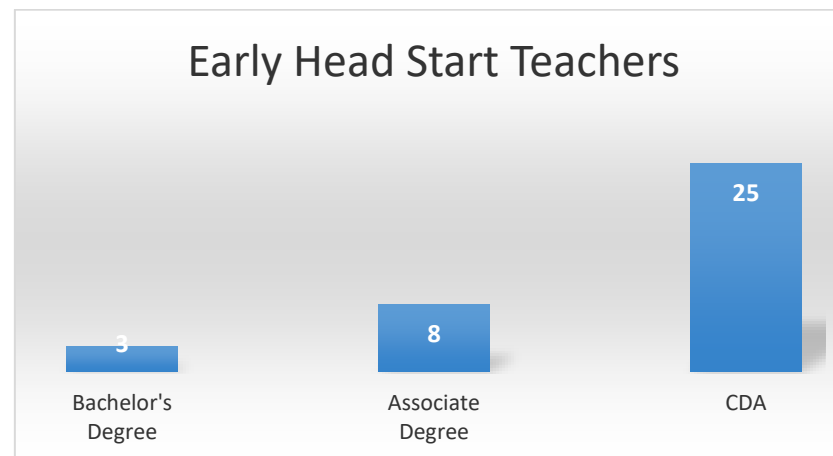 Early Head Start Teachers
25
8
3
Bachelor's
Degree
Associate
Degree
CDA